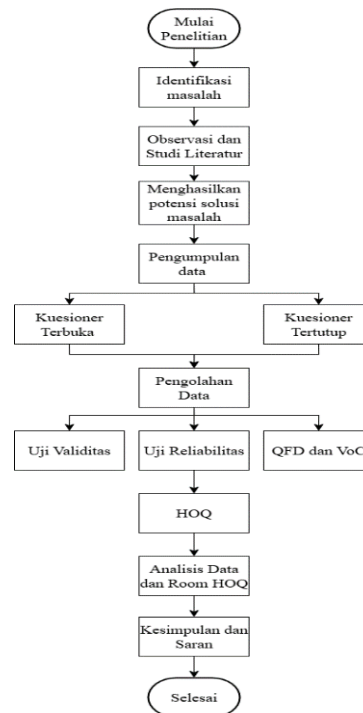 Mulai
Penelitian
Identifikasi
masalah
Observasi dan
Studi Literatur
Menghasilkan
potensi solusi
masalah
Pengumpulan
data
Kuesioner
Terbuka
Kuesioner
Tertutup
Pengolahan
Data
Uji Validitas
Uji Reliabilitas
QFD dan VoC
HOQ
Analisis Data
dan Room HOQ
Kesimpulan dan
Saran
Selesai